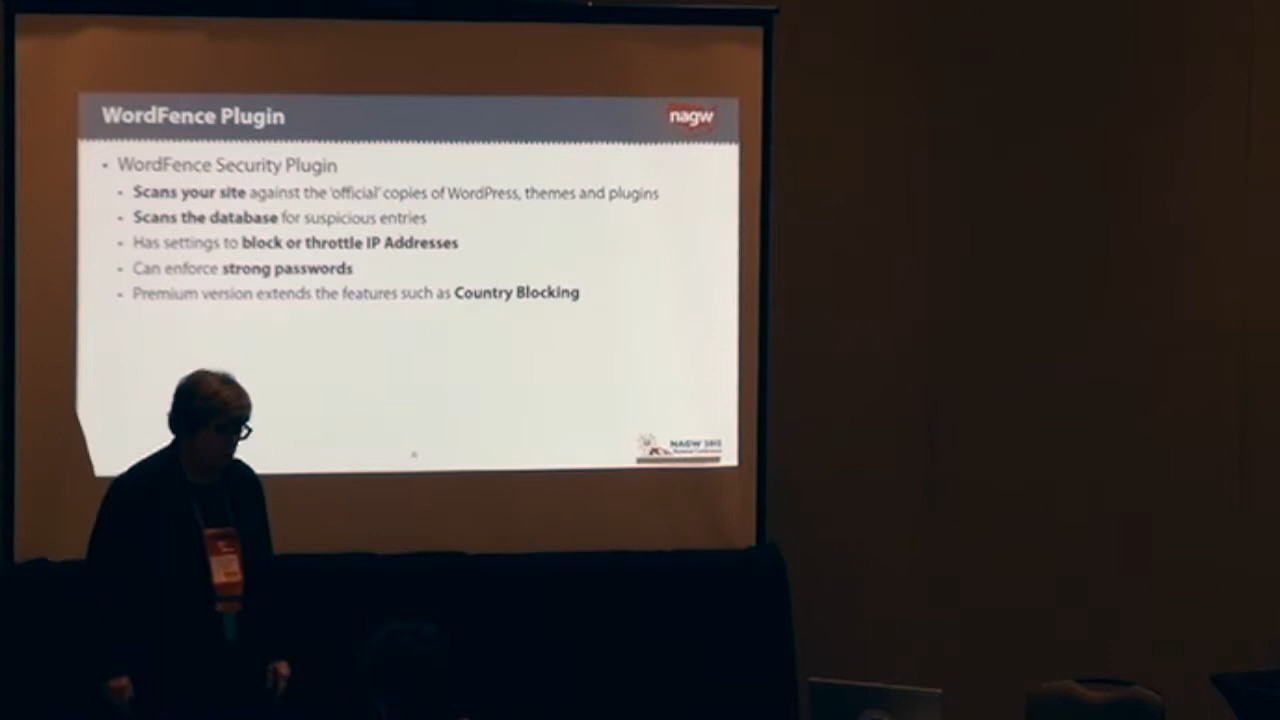 WordFence Plugin
nagw
• WordFence Security Plugin
• Scans your site against the 'official' copies of WordPress, themes and plugins
• Scans the database for suspicious entries
• Has settings to block or throttle IP Addresses
• Can enforce strong passwords
• Premium version extends the features such as Country Blocking
NAGW